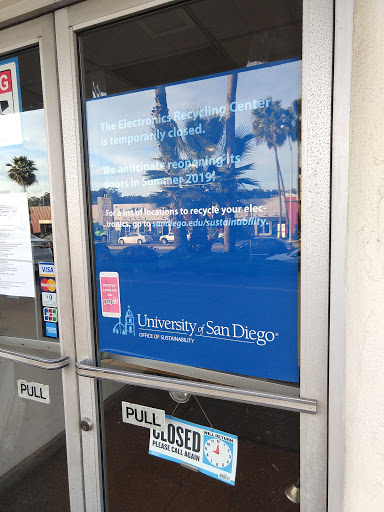 The Electronics Recycling Center
is temporarily closed.
We anticipate reopening its
doors in Summer 2019!
For a list of locations to recycle your elec-
tronics, go to sandiego.edu/sustainability.
University of San Diego®
OFFICE OF SUSTAINABILITY
G
VISA
PULL
PULL
WILL RETURN
CLOSED
PLEASE CALL AGAIN